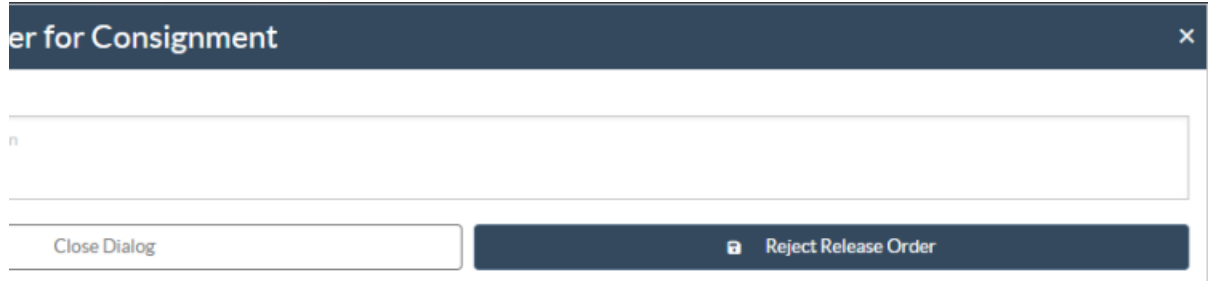 er for Consignment ×
n
Close Dialog
Reject Release Order